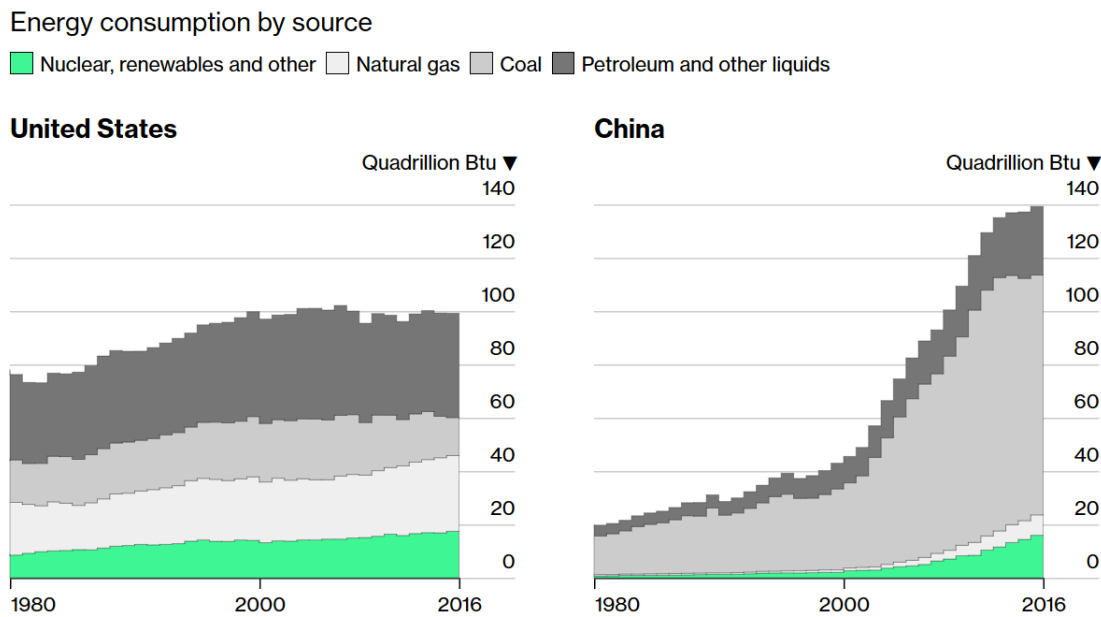 Energy consumption by source
Nuclear, renewables and other Natural gas Coal Petroleum and other liquids
United States
Quadrillion Btu ▼
140
120
100
80
60
40
20
0
1980 2000 2016
China
Quadrillion Btu ▼
140
120
100
80
60
40
20
0
1980 2000 2016